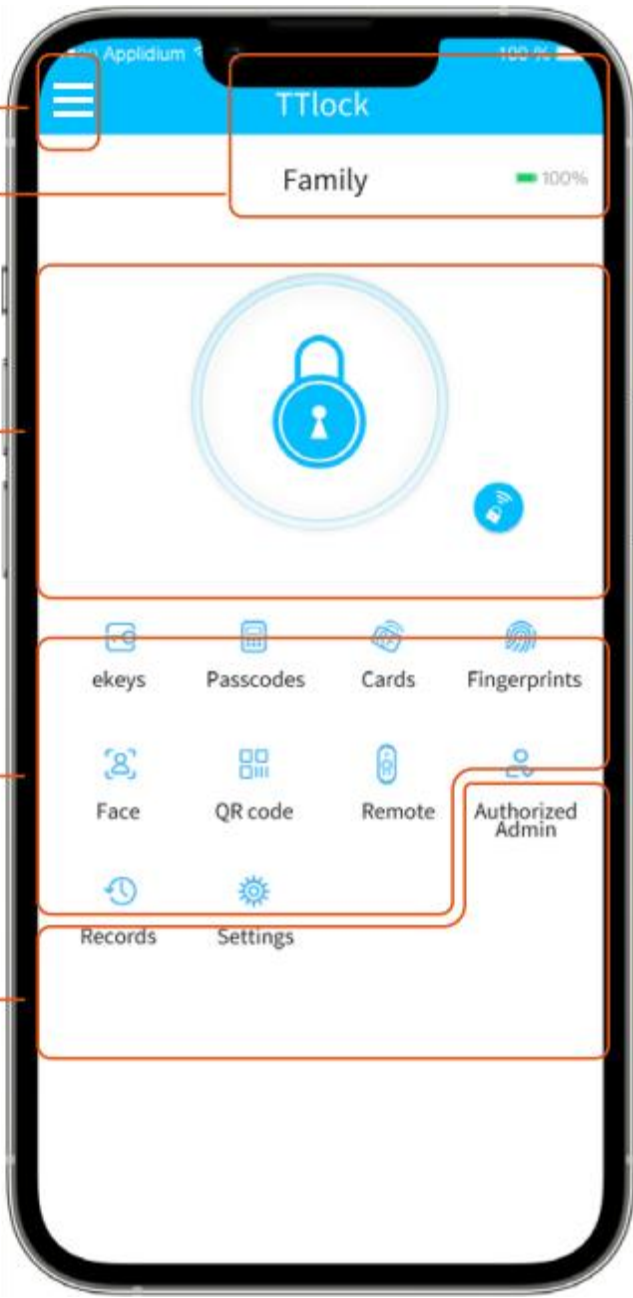 Applidium 100 %
TTlock
Family 100%
ekeys Passcodes Cards Fingerprints
Face QR code Remote Authorized
Admin
Records Settings